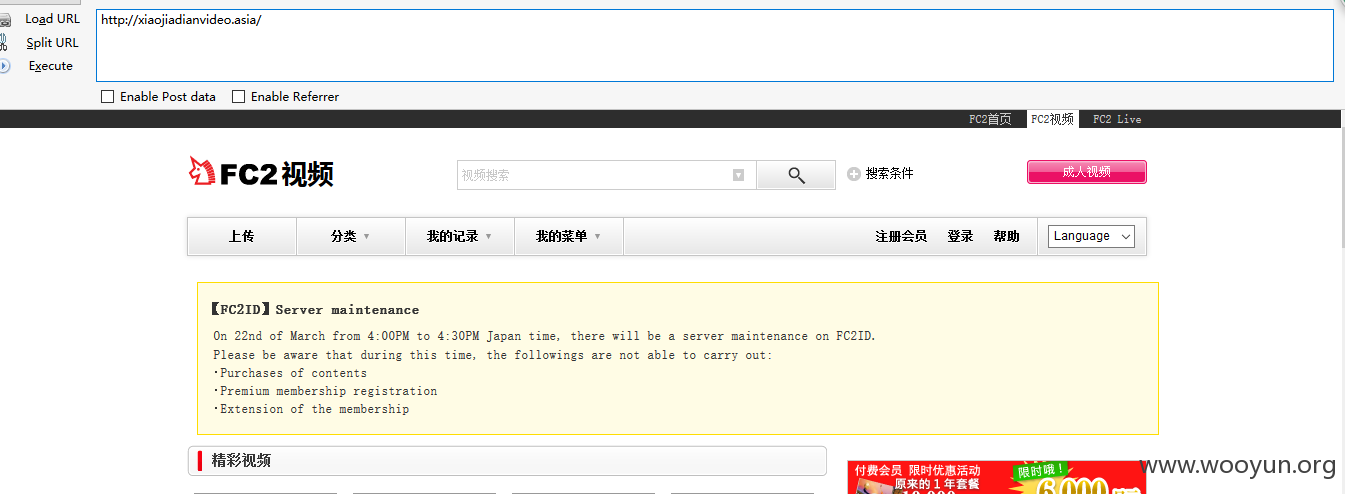 Load URL
http://xiaojiadianvideo.asia/
Split URL
Execute
Enable Post data
Enable Referrer
FC2首页
FC2视频
FC2 Live
FC2视频
视频搜索
搜索条件
成人视频
上传
分类
我的记录
我的菜单
注册会员
登录
帮助
Language
【FC2ID】Server maintenance
On 22nd of March from 4:00PM to 4:30PM Japan time, there will be a server maintenance on FC2ID.
Please be aware that during this time, the followings are not able to carry out:
·Purchases of contents
·Premium membership registration
·Extension of the membership
精彩视频
付费会员 限时优惠活动
原来的1年套餐
限时哦!
www.wooyun.org